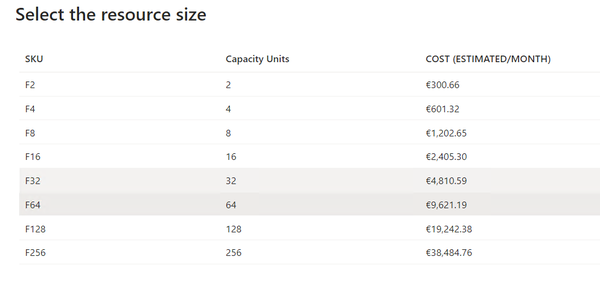 Select the resource size
SKU Capacity Units COST (ESTIMATED/MONTH)
F2 2 €300.66
F4 4 €601.32
F8 8 €1,202.65
F16 16 €2,405.30
F32 32 €4,810.59
F64 64 €9,621.19
F128 128 €19,242.38
F256 256 €38,484.76